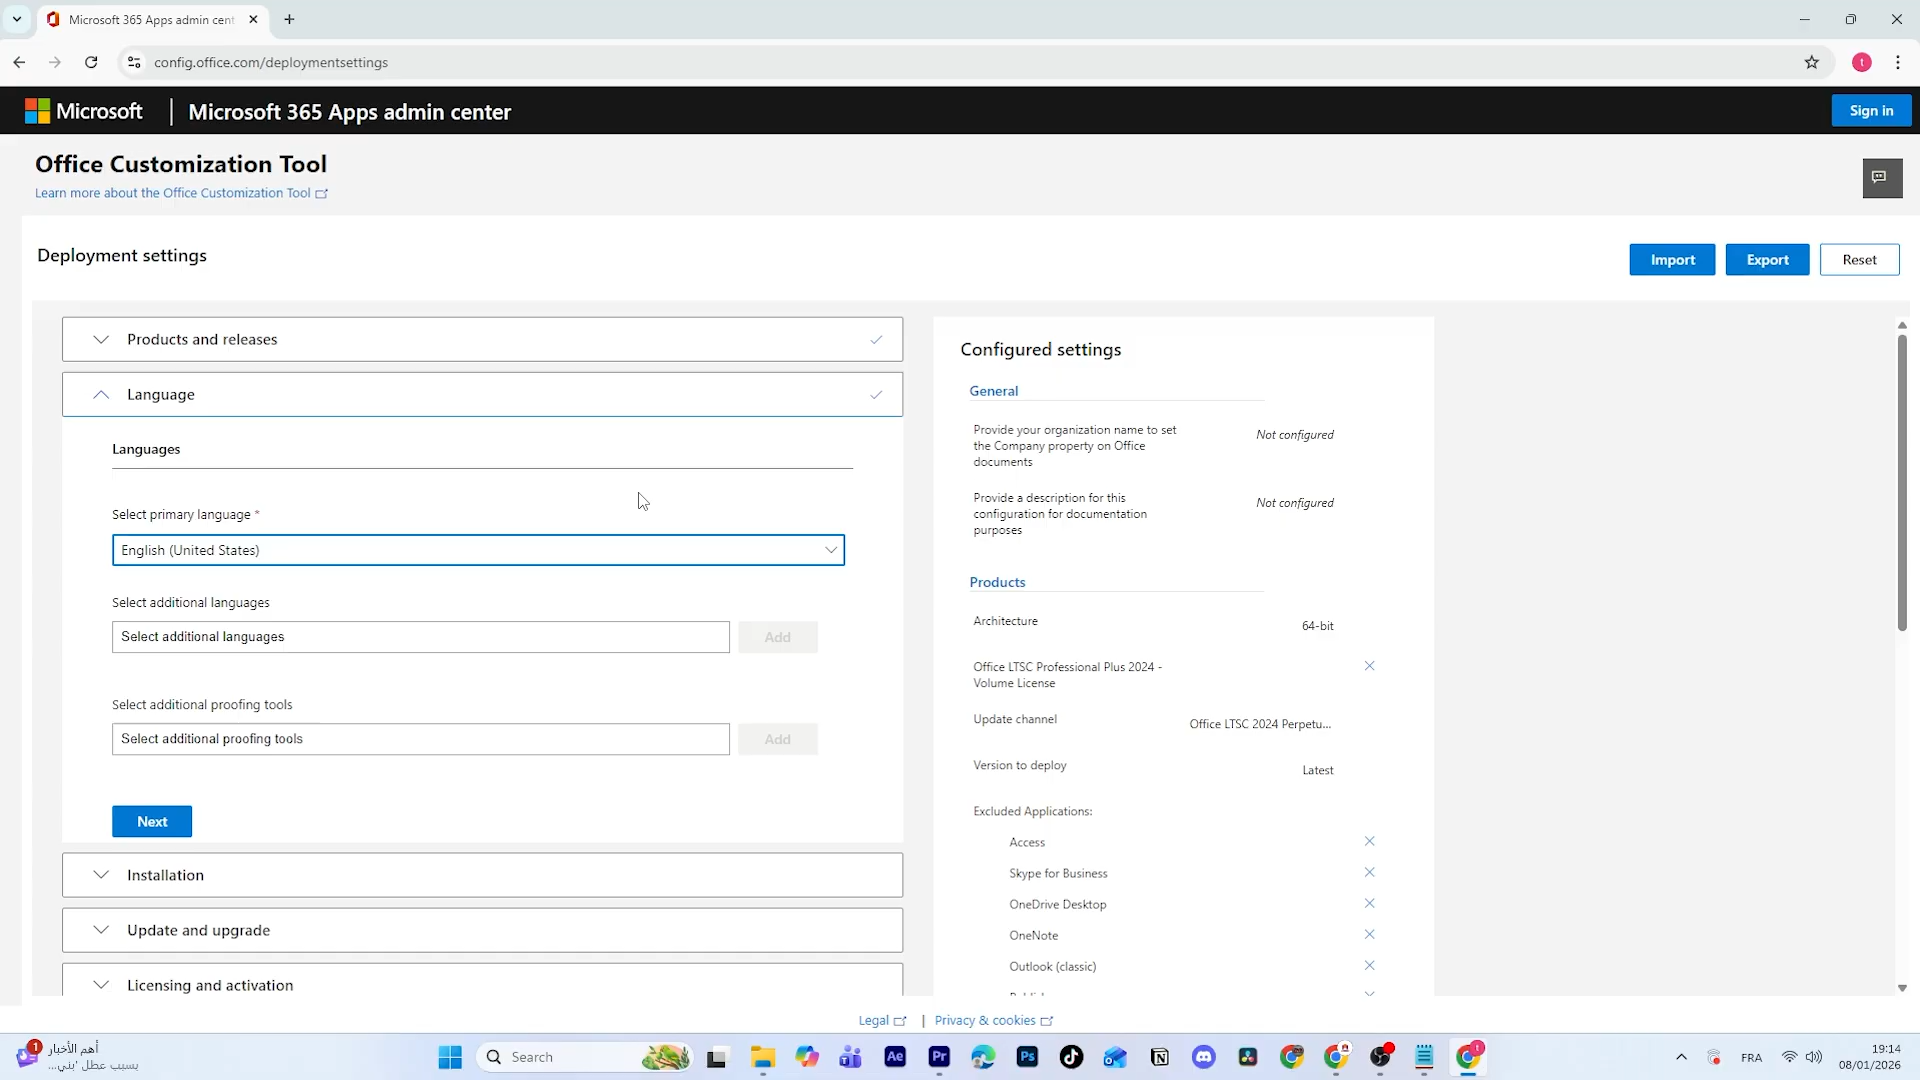 Microsoft 365 Apps admin cent
config.office.com/deploymentsettings
t
Microsoft
Microsoft 365 Apps admin center
Sign in
Office Customization Tool
Learn more about the Office Customization Tool
Deployment settings
Import
Export
Reset
Products and releases
Language
Languages
Select primary language *
English (United States)
Select additional languages
Select additional languages
Add
Select additional proofing tools
Select additional proofing tools
Add
Next
Installation
Update and upgrade
Licensing and activation
Configured settings
General
Provide your organization name to set
the Company property on Office
documents
Not configured
Provide a description for this
configuration for documentation
purposes
Not configured
Products
Architecture
64-bit
Office LTSC Professional Plus 2024 -
Volume License
Update channel
Office LTSC 2024 Perpetu...
Version to deploy
Latest
Excluded Applications:
Access
Skype for Business
OneDrive Desktop
OneNote
Outlook (classic)
Legal
Privacy & cookies
1
أهم الأخبار
بسبب عطل 'بني...
Search
Ae
Pr
Ps
FRA
19:14
08/01/2026